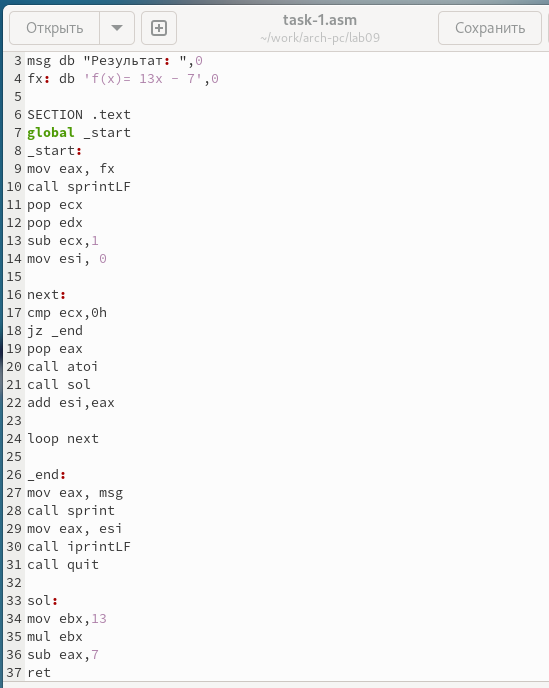 Открыть
task-1.asm
~/work/arch-pc/lab09
Сохранить
3 msg db "Результат: ",0
4 fx: db 'f(x)= 13x - 7',0
5
6 SECTION .text
7 global _start
8 _start:
9 mov eax, fx
10 call sprintLF
11 pop ecx
12 pop edx
13 sub ecx,1
14 mov esi, 0
15
16 next:
17 cmp ecx,0h
18 jz _end
19 pop eax
20 call atoi
21 call sol
22 add esi,eax
23
24 loop next
25
26 _end:
27 mov eax, msg
28 call sprint
29 mov eax, esi
30 call iprintLF
31 call quit
32
33 sol:
34 mov ebx,13
35 mul ebx
36 sub eax,7
37 ret